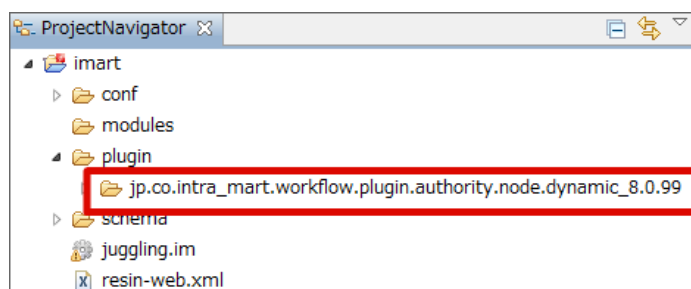 ProjectNavigator
imart
conf
modules
plugin
jp.co.intra_mart.workflow.plugin.authority.node.dynamic_8.0.99
schema
juggling.im
resin-web.xml